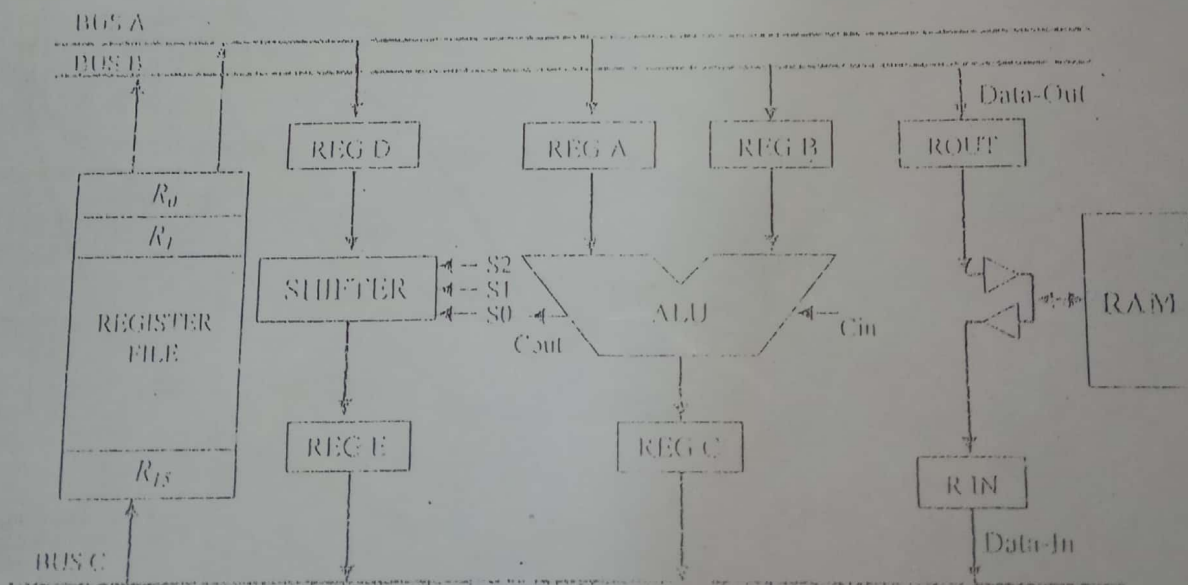 BUS A
BUS B
Data-Out
REG D
REG A
REG B
ROUT
R0
R1
REGISTER
FILE
R15
SHIFTER
S2
S1
S0
Cout
ALU
Cin
RAM
REG E
REG C
R IN
BUS C
Data-In